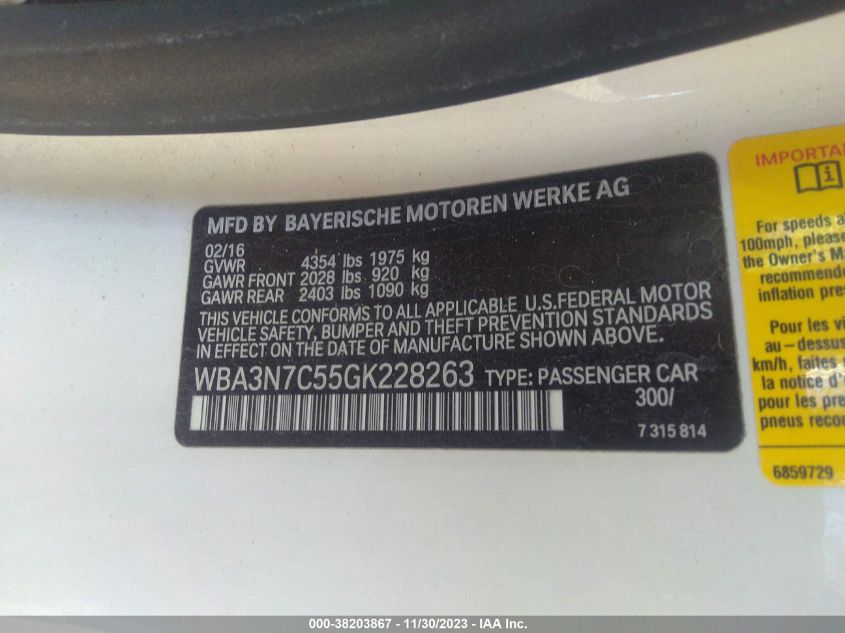 MFD BY BAYERISCHE MOTOREN WERKE AG
02/16
GVWR 4354 lbs 1975 kg
GAWR FRONT 2028 lbs 920 kg
GAWR REAR 2403 lbs 1090 kg
THIS VEHICLE CONFORMS TO ALL APPLICABLE U.S.FEDERAL MOTOR
VEHICLE SAFETY, BUMPER AND THEFT PREVENTION STANDARDS
IN EFFECT ON THE DATE OF MANUFACTURE SHOWN ABOVE.
WBA3N7C55GK228263 TYPE: PASSENGER CAR
300/
7 315 814
IMPORTA
For speeds a
100mph, please
the Owner's M
recommende
inflation pre
Pour les vi
au-dessus
km/h, faites
la notice d'
pour les pre
pneus reco
6859729
000-38203867 - 11/30/2023 - IAA Inc.